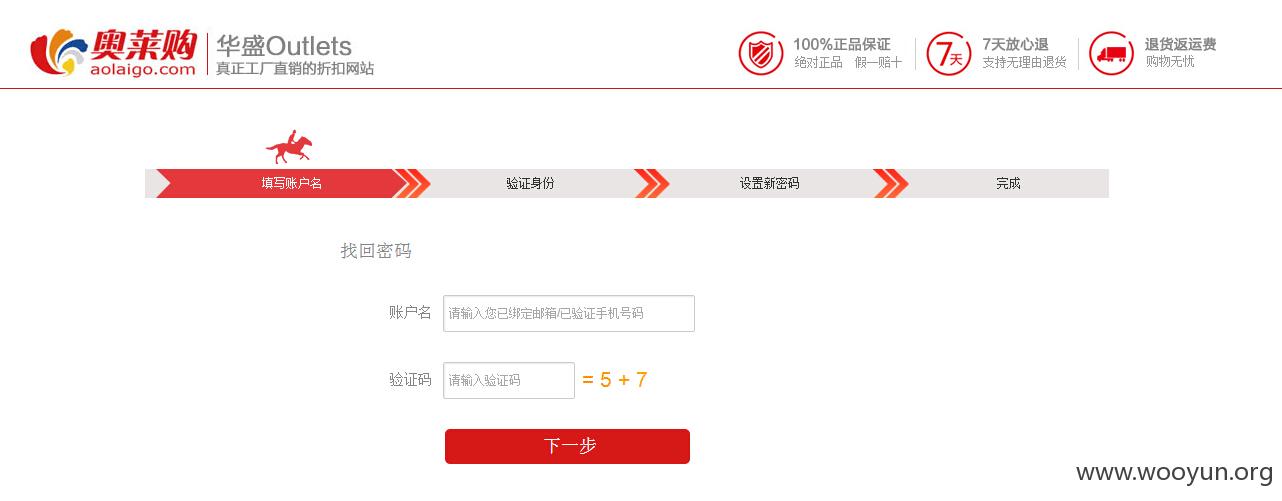 奥莱购
aolaigo.com
华盛Outlets
真正工厂直销的折扣网站
100%正品保证
绝对正品 假一赔十
7天
7天放心退
支持无理由退货
退货返运费
购物无忧
填写账户名
验证身份
设置新密码
完成
找回密码
账户名
请输入您已绑定邮箱/已验证手机号码
验证码
请输入验证码
= 5 + 7
下一步
www.wooyun.org